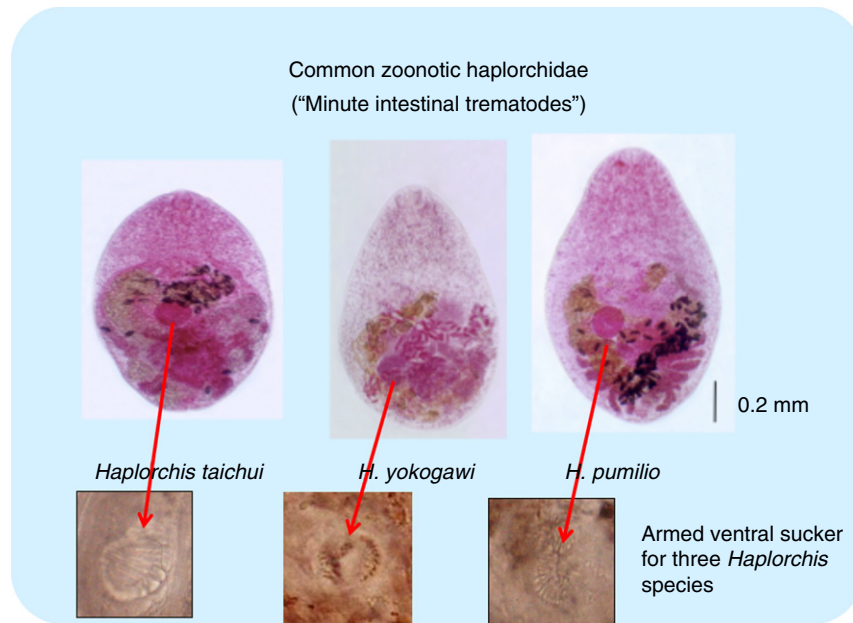 Common zoonotic haplorchidae
(“Minute intestinal trematodes”)
0.2 mm
Haplorchis taichui
H. yokogawi
H. pumilio
Armed ventral sucker
for three Haplorchis
species